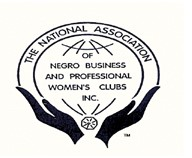 THE NATIONAL ASSOCIATION
OF
NEGRO BUSINESS
AND PROFESSIONAL
WOMEN'S CLUBS
INC.
TM